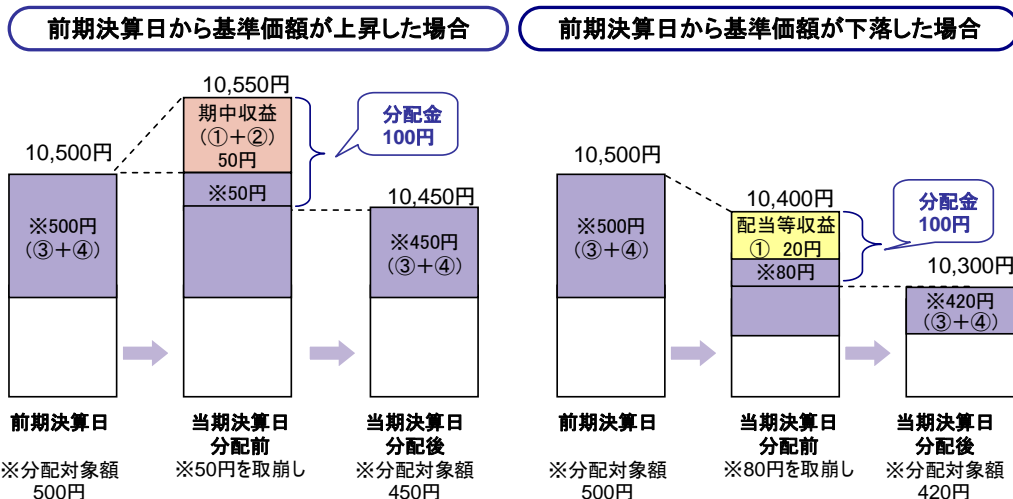 前期決算日から基準価額が上昇した場合
10,550円
期中収益
(①+②)
50円
分配金
100円
10,500円
※50円
10,450円
※500円
(③+④)
※450円
(③+④)
前期決算日
当期決算日
分配前
当期決算日
分配後
※分配対象額
500円
※50円を取崩し
※分配対象額
450円
前期決算日から基準価額が下落した場合
10,500円
10,400円
分配金
100円
配当等収益
① 20円
※500円
(③+④)
※80円
10,300円
※420円
(③+④)
前期決算日
当期決算日
分配前
当期決算日
分配後
※分配対象額
500円
※80円を取崩し
※分配対象額
420円